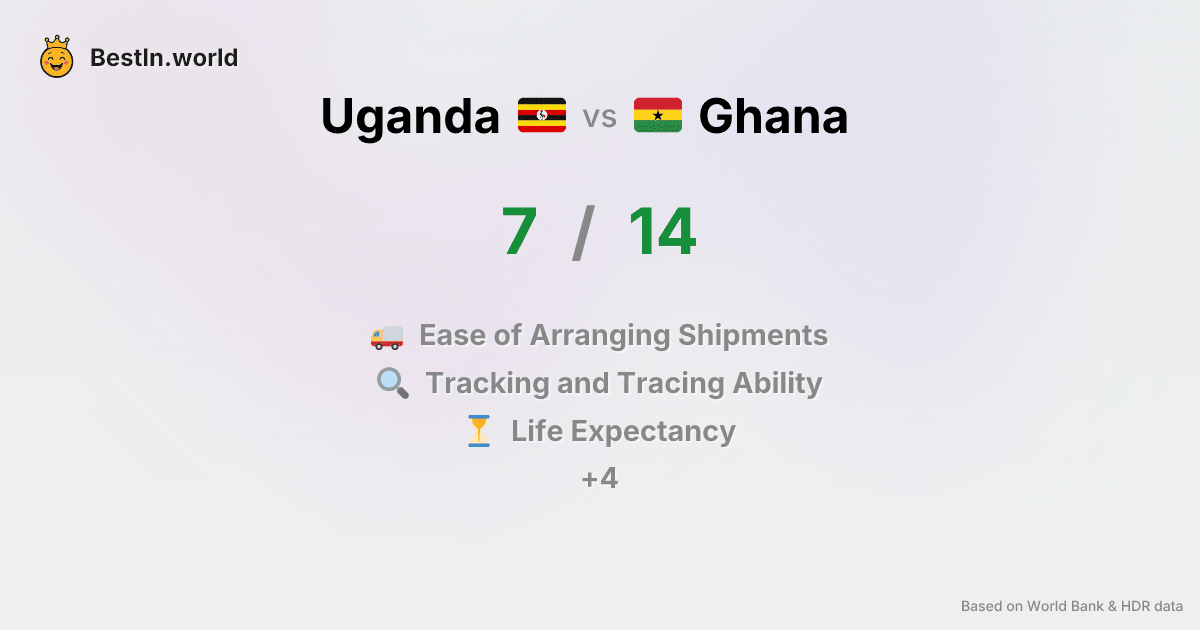 BestIn.world
Uganda vs Ghana
7 / 14
Ease of Arranging Shipments
Tracking and Tracing Ability
Life Expectancy
+4
Based on World Bank & HDR data